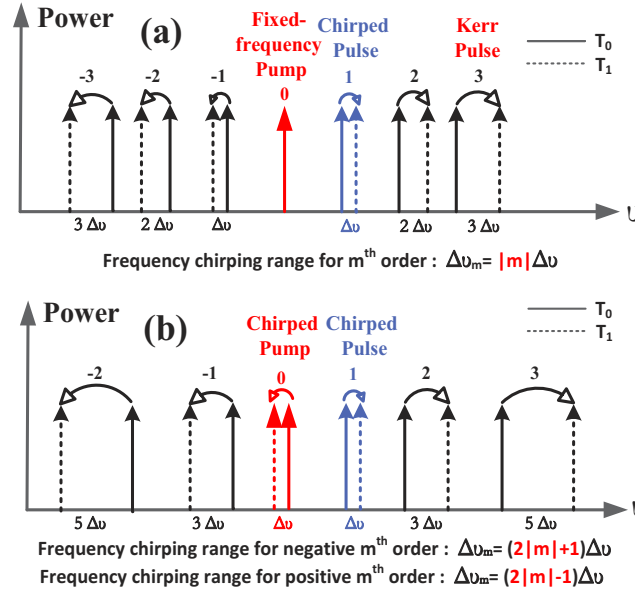 Power
(a)
Fixed-
frequency
Pump
Chirped
Pulse
Kerr
Pulse
T₀
T₁
-3
-2
-1
0
1
2
3
3 Δυ
2 Δυ
Δυ
Δυ
2 Δυ
3 Δυ
υ
Frequency chirping range for mᵗʰ order : Δυₘ= |m|Δυ
Power
(b)
Chirped
Pump
Chirped
Pulse
T₀
T₁
-2
-1
0
1
2
3
5 Δυ
3 Δυ
Δυ
Δυ
3 Δυ
5 Δυ
υ
Frequency chirping range for negative mᵗʰ order : Δυₘ=(2|m|+1)Δυ
Frequency chirping range for positive mᵗʰ order : Δυₘ=(2|m|-1)Δυ